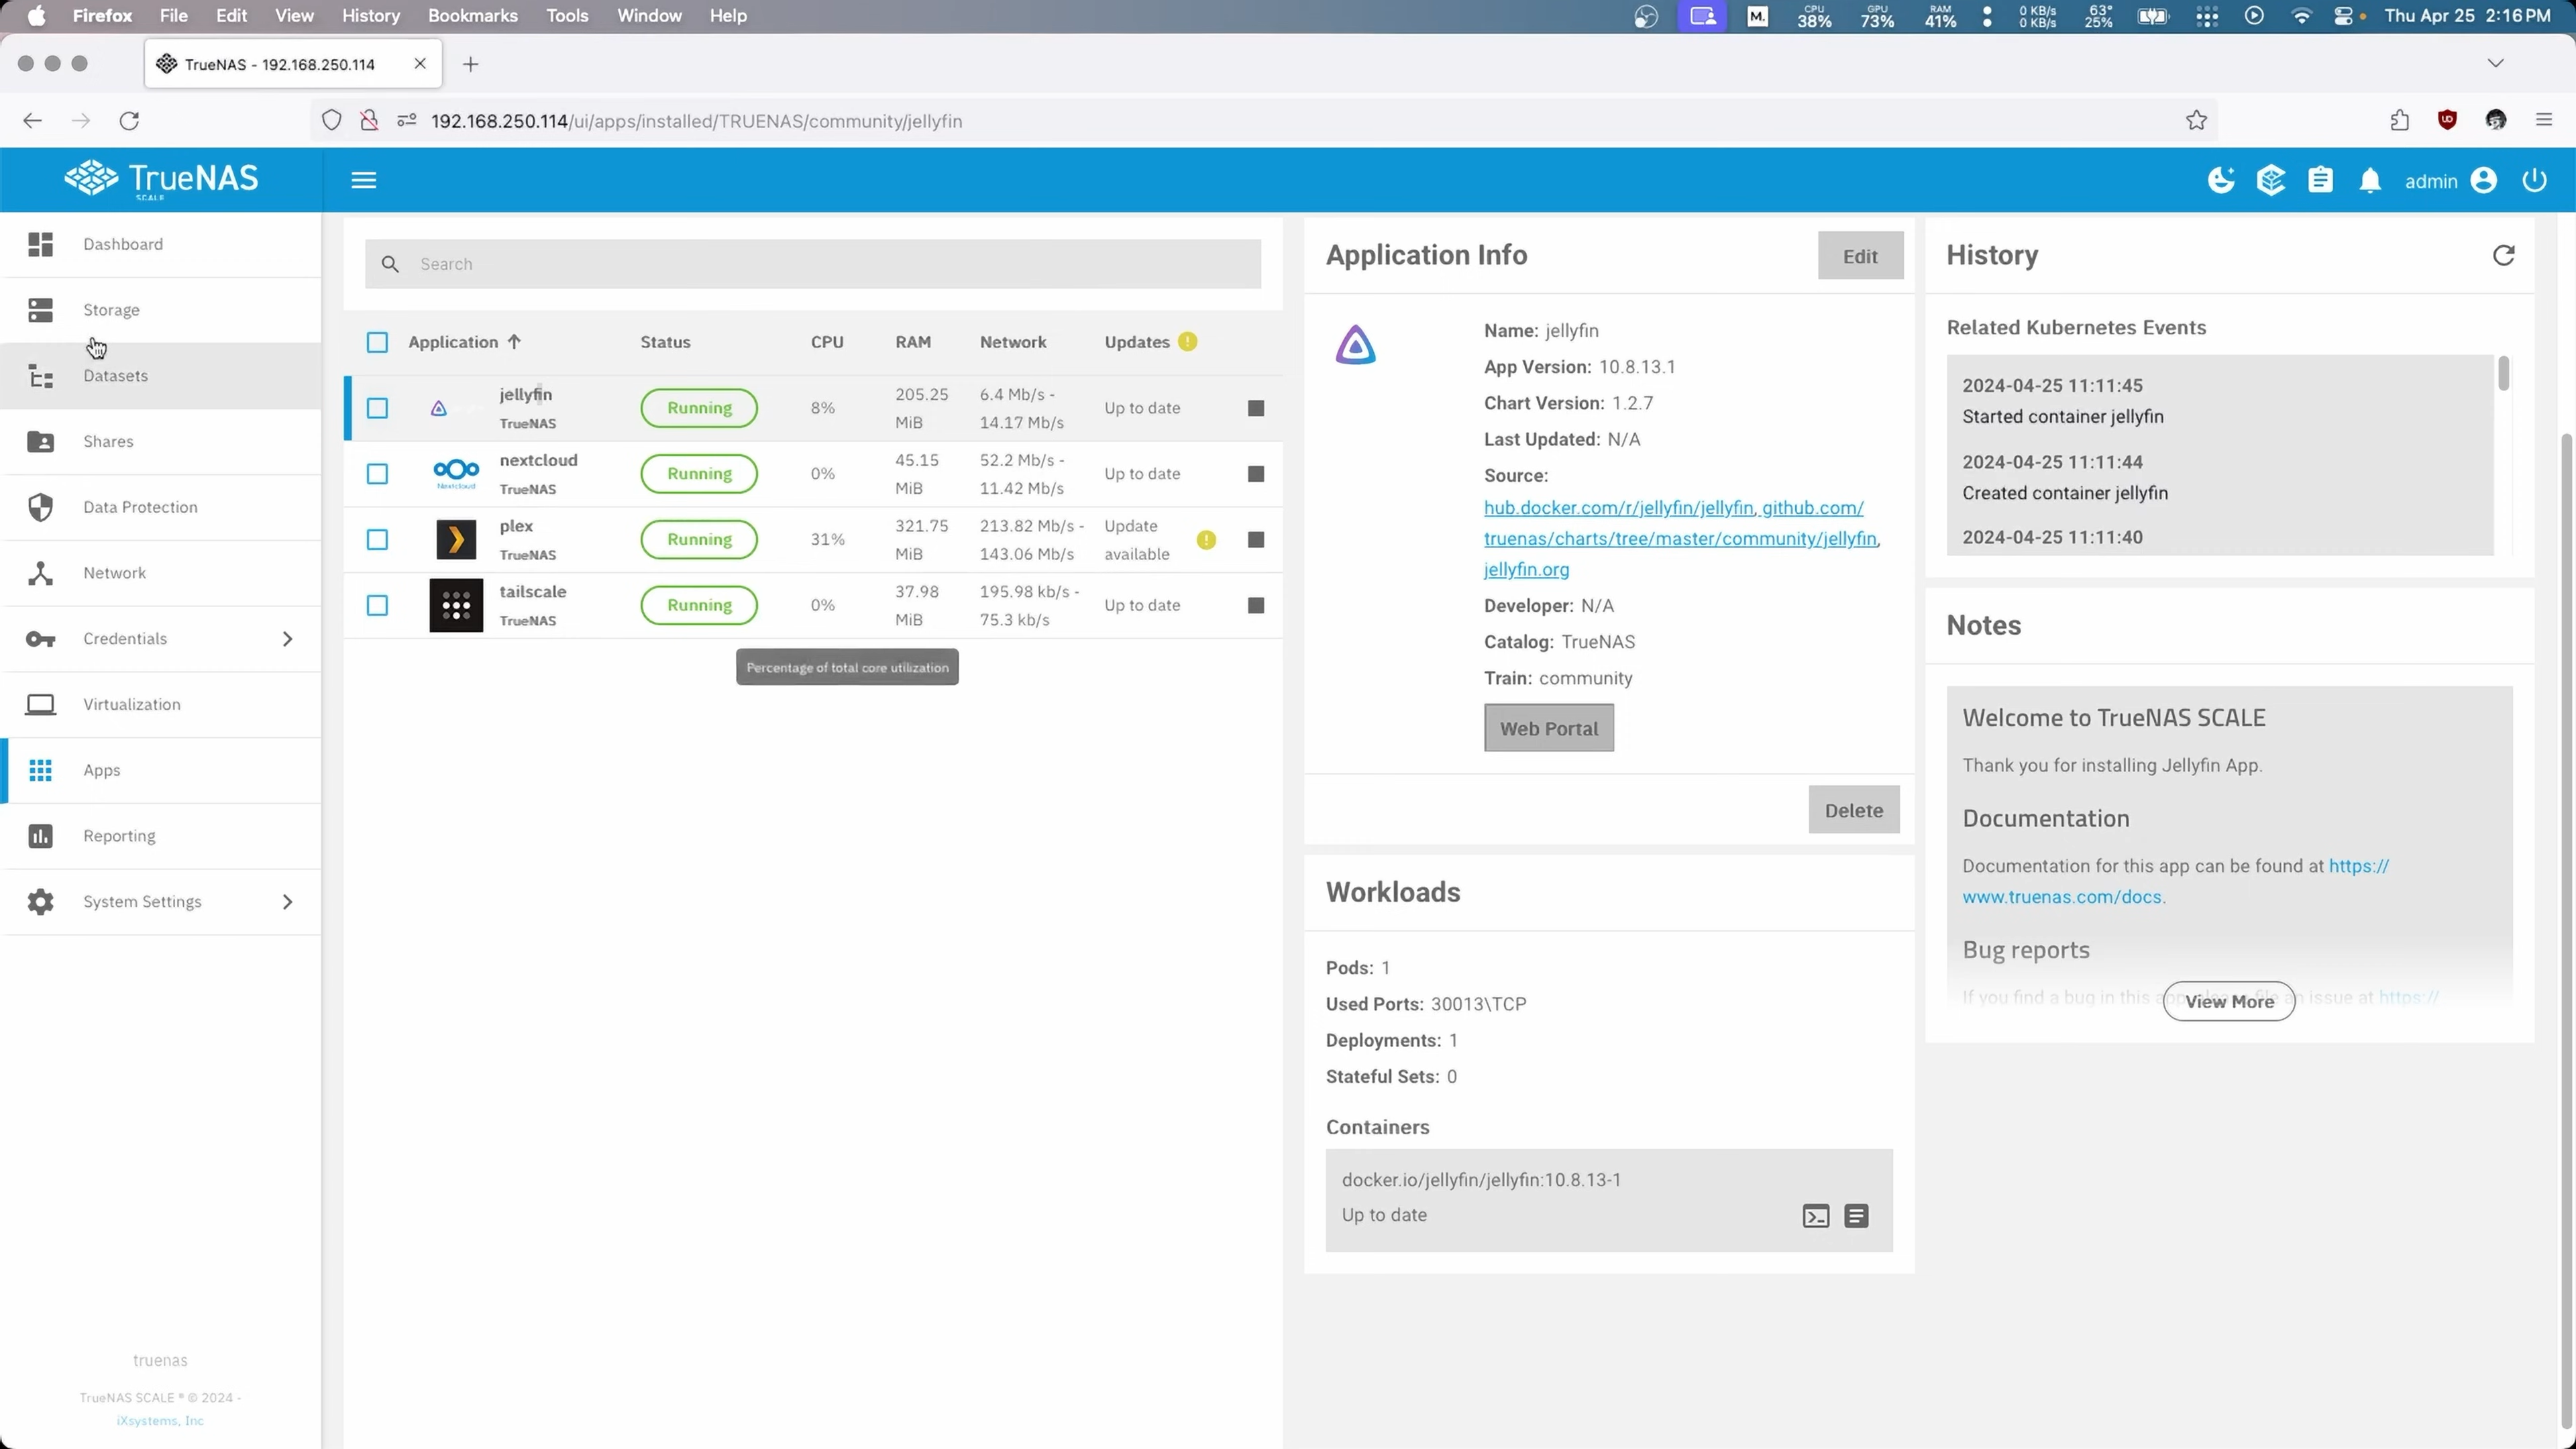 Firefox File Edit View History Bookmarks Tools Window Help
M.
CPU
38%
GPU
73%
RAM
41%
0 KB/s
0 KB/s
63°
25%
Thu Apr 25 2:16 PM
TrueNAS - 192.168.250.114
192.168.250.114/ui/apps/installed/TRUENAS/community/jellyfin
TrueNAS
SCALE
admin
Dashboard
Storage
Datasets
Shares
Data Protection
Network
Credentials
Virtualization
Apps
Reporting
System Settings
truenas
TrueNAS SCALE ® © 2024 -
iXsystems, Inc
Search
Application Status CPU RAM Network Updates
jellyfin
TrueNAS
Running
8%
205.25
MiB
6.4 Mb/s -
14.17 Mb/s
Up to date
Nextcloud
nextcloud
TrueNAS
Running
0%
45.15
MiB
52.2 Mb/s -
11.42 Mb/s
Up to date
plex
TrueNAS
Running
31%
321.75
MiB
213.82 Mb/s -
143.06 Mb/s
Update
available
tailscale
TrueNAS
Running
0%
37.98
MiB
195.98 kb/s -
75.3 kb/s
Up to date
Percentage of total core utilization
Application Info
Edit
Name: jellyfin
App Version: 10.8.13.1
Chart Version: 1.2.7
Last Updated: N/A
Source:
hub.docker.com/r/jellyfin/jellyfin, github.com/
truenas/charts/tree/master/community/jellyfin,
jellyfin.org
Developer: N/A
Catalog: TrueNAS
Train: community
Web Portal
Delete
Workloads
Pods: 1
Used Ports: 30013\TCP
Deployments: 1
Stateful Sets: 0
Containers
docker.io/jellyfin/jellyfin:10.8.13-1
Up to date
History
Related Kubernetes Events
2024-04-25 11:11:45
Started container jellyfin
2024-04-25 11:11:44
Created container jellyfin
2024-04-25 11:11:40
Notes
Welcome to TrueNAS SCALE
Thank you for installing Jellyfin App.
Documentation
Documentation for this app can be found at https://
www.truenas.com/docs.
Bug reports
If you find a bug in this app, file an issue at https://
View More